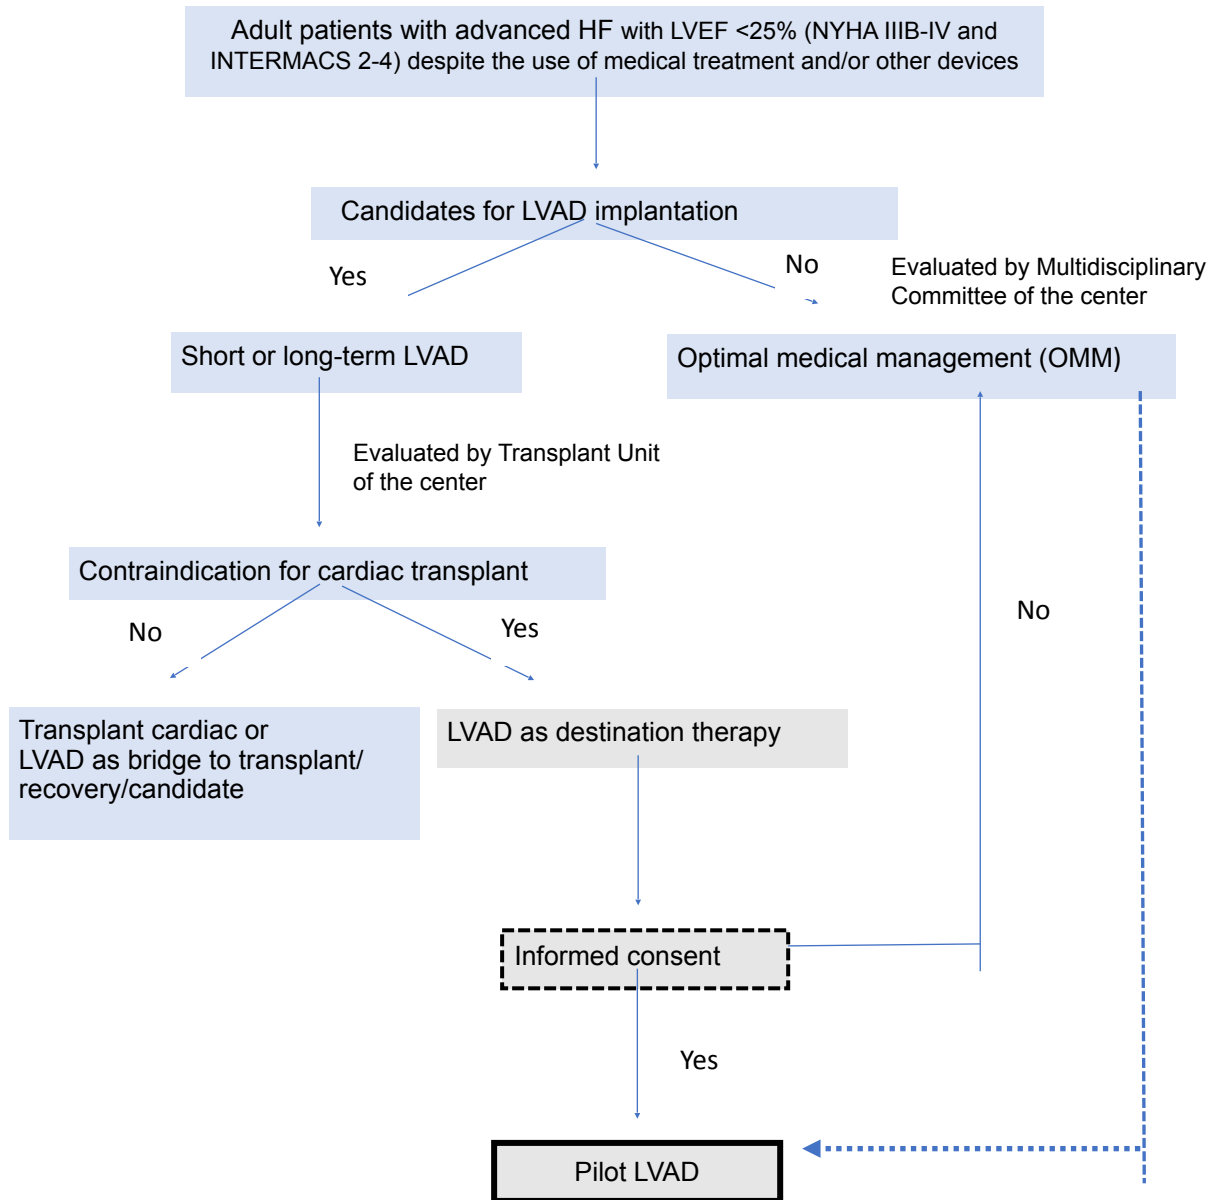 Adult patients with advanced HF with LVEF <25% (NYHA IIIB-IV and
INTERMACS 2-4) despite the use of medical treatment and/or other devices
Candidates for LVAD implantation
Yes
No
Evaluated by Multidisciplinary
Committee of the center
Short or long-term LVAD
Optimal medical management (OMM)
Evaluated by Transplant Unit
of the center
Contraindication for cardiac transplant
No
Yes
No
Transplant cardiac or
LVAD as bridge to transplant/
recovery/candidate
LVAD as destination therapy
Informed consent
Yes
Pilot LVAD